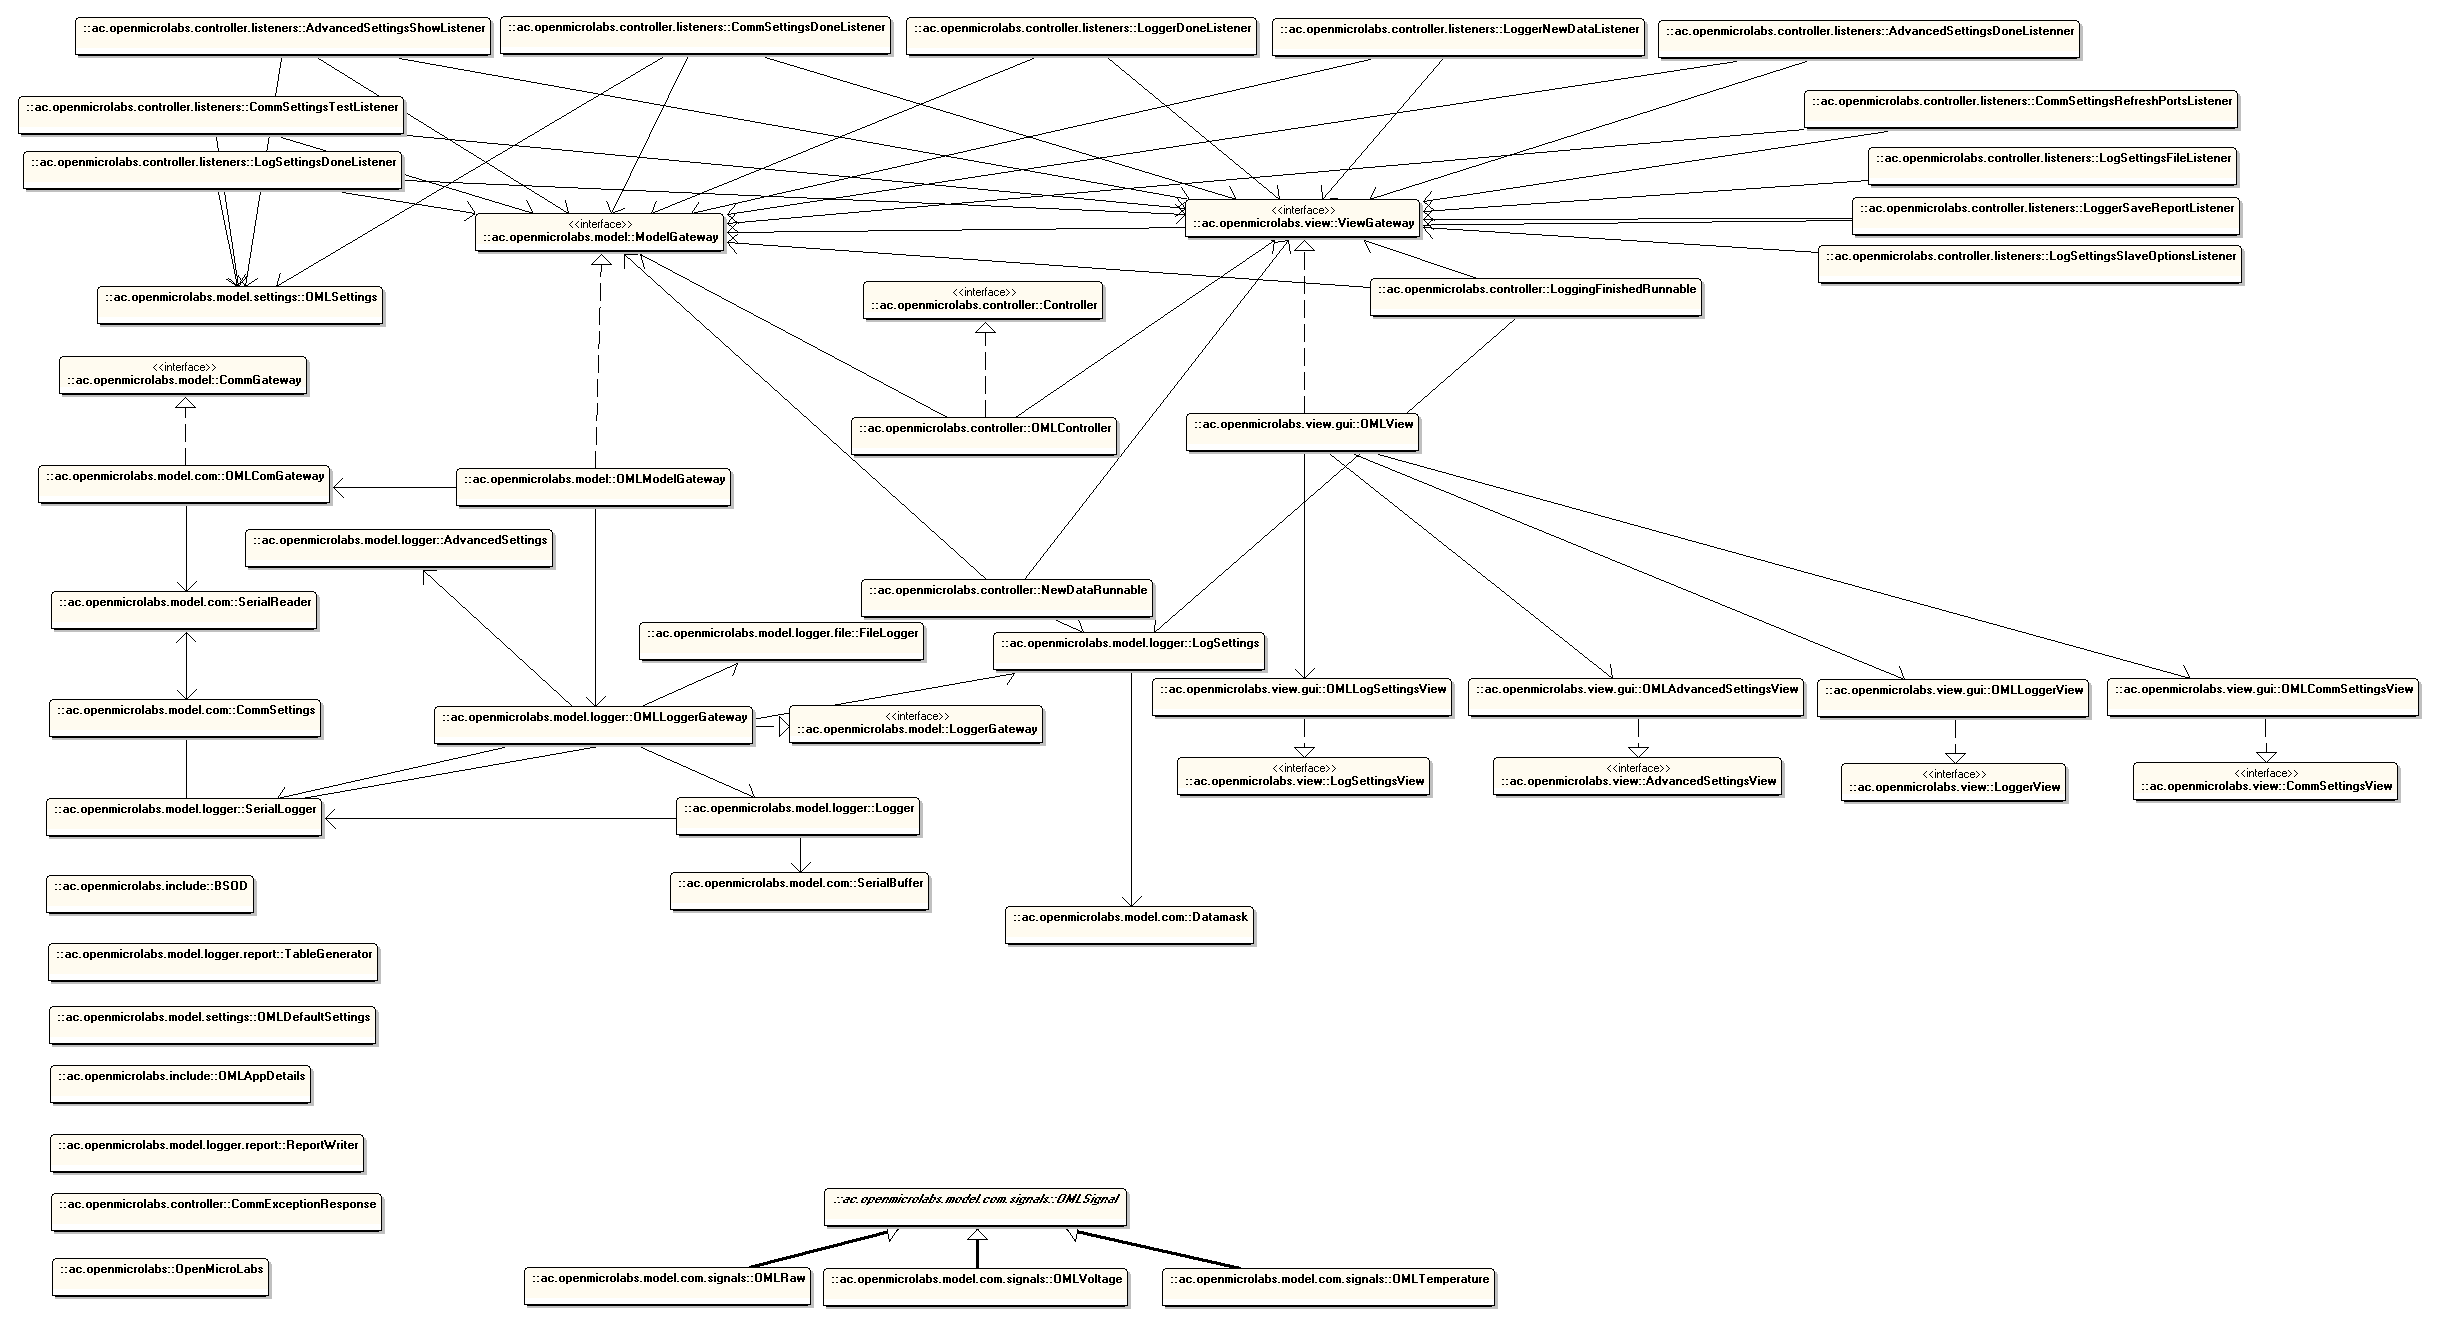 ::ac.openmicrolabs.controller.listeners::AdvancedSettingsShowListener
::ac.openmicrolabs.controller.listeners::CommSettingsDoneListener
::ac.openmicrolabs.controller.listeners::LoggerDoneListener
::ac.openmicrolabs.controller.listeners::LoggerNewDataListener
::ac.openmicrolabs.controller.listeners::AdvancedSettingsDoneListenner
::ac.openmicrolabs.controller.listeners::CommSettingsTestListener
::ac.openmicrolabs.controller.listeners::CommSettingsRefreshPortsListener
::ac.openmicrolabs.controller.listeners::LogSettingsDoneListener
::ac.openmicrolabs.controller.listeners::LogSettingsFileListener
::ac.openmicrolabs.controller.listeners::LoggerSaveReportListener
<<interface>>
::ac.openmicrolabs.model::ModelGateway
<<interface>>
::ac.openmicrolabs.view::ViewGateway
::ac.openmicrolabs.controller.listeners::LogSettingsSlaveOptionsListener
::ac.openmicrolabs.model.settings::OMLSettings
<<interface>>
::ac.openmicrolabs.controller::Controller
::ac.openmicrolabs.controller::LoggingFinishedRunnable
<<interface>>
::ac.openmicrolabs.model::CommGateway
::ac.openmicrolabs.controller::OMLController
::ac.openmicrolabs.view.gui::OMLView
::ac.openmicrolabs.model.com::OMLComGateway
::ac.openmicrolabs.model::OMLModelGateway
::ac.openmicrolabs.model.logger::AdvancedSettings
::ac.openmicrolabs.controller::NewDataRunnable
::ac.openmicrolabs.model.com::SerialReader
::ac.openmicrolabs.model.logger.file::FileLogger
::ac.openmicrolabs.model.logger::LogSettings
::ac.openmicrolabs.view.gui::OMLLogSettingsView
::ac.openmicrolabs.view.gui::OMLAdvancedSettingsView
::ac.openmicrolabs.view.gui::OMLLoggerView
::ac.openmicrolabs.view.gui::OMLCommSettingsView
::ac.openmicrolabs.model.com::CommSettings
::ac.openmicrolabs.model.logger::OMLLoggerGateway
<<interface>>
::ac.openmicrolabs.model::LoggerGateway
<<interface>>
::ac.openmicrolabs.view::LogSettingsView
<<interface>>
::ac.openmicrolabs.view::AdvancedSettingsView
<<interface>>
::ac.openmicrolabs.view::LoggerView
<<interface>>
::ac.openmicrolabs.view::CommSettingsView
::ac.openmicrolabs.model.logger::SerialLogger
::ac.openmicrolabs.model.logger::Logger
::ac.openmicrolabs.include::BSOD
::ac.openmicrolabs.model.com::SerialBuffer
::ac.openmicrolabs.model.com::Datamask
::ac.openmicrolabs.model.logger.report::TableGenerator
::ac.openmicrolabs.model.settings::OMLDefaultSettings
::ac.openmicrolabs.include::OMLAppDetails
::ac.openmicrolabs.model.logger.report::ReportWriter
::ac.openmicrolabs.controller::CommExceptionResponse
::ac.openmicrolabs.model.com.signals::OMLSignal
::ac.openmicrolabs::OpenMicroLabs
::ac.openmicrolabs.model.com.signals::OMLRaw
::ac.openmicrolabs.model.com.signals::OMLVoltage
::ac.openmicrolabs.model.com.signals::OMLTemperature